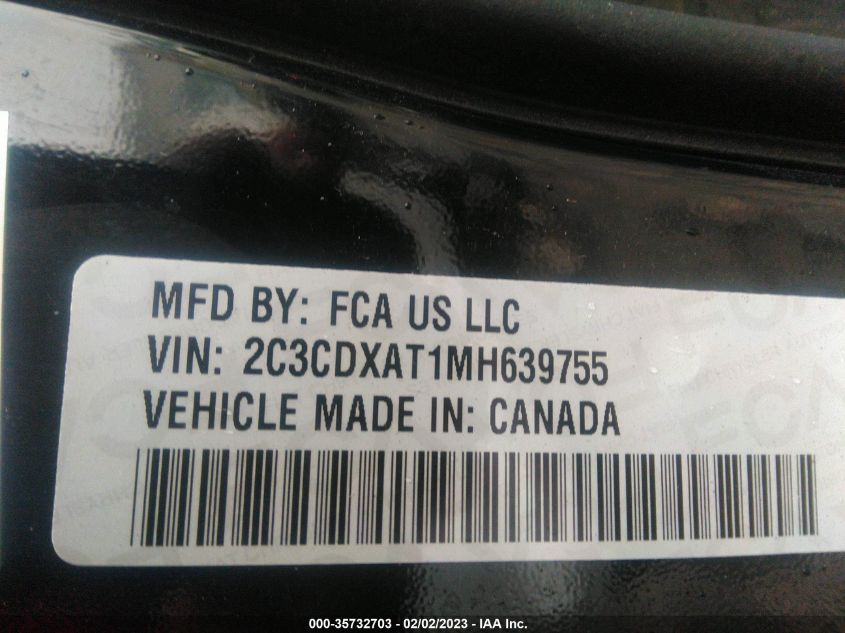 MFD BY: FCA US LLC
VIN: 2C3CDXAT1MH639755
VEHICLE MADE IN: CANADA
000-35732703 - 02/02/2023 - IAA Inc.